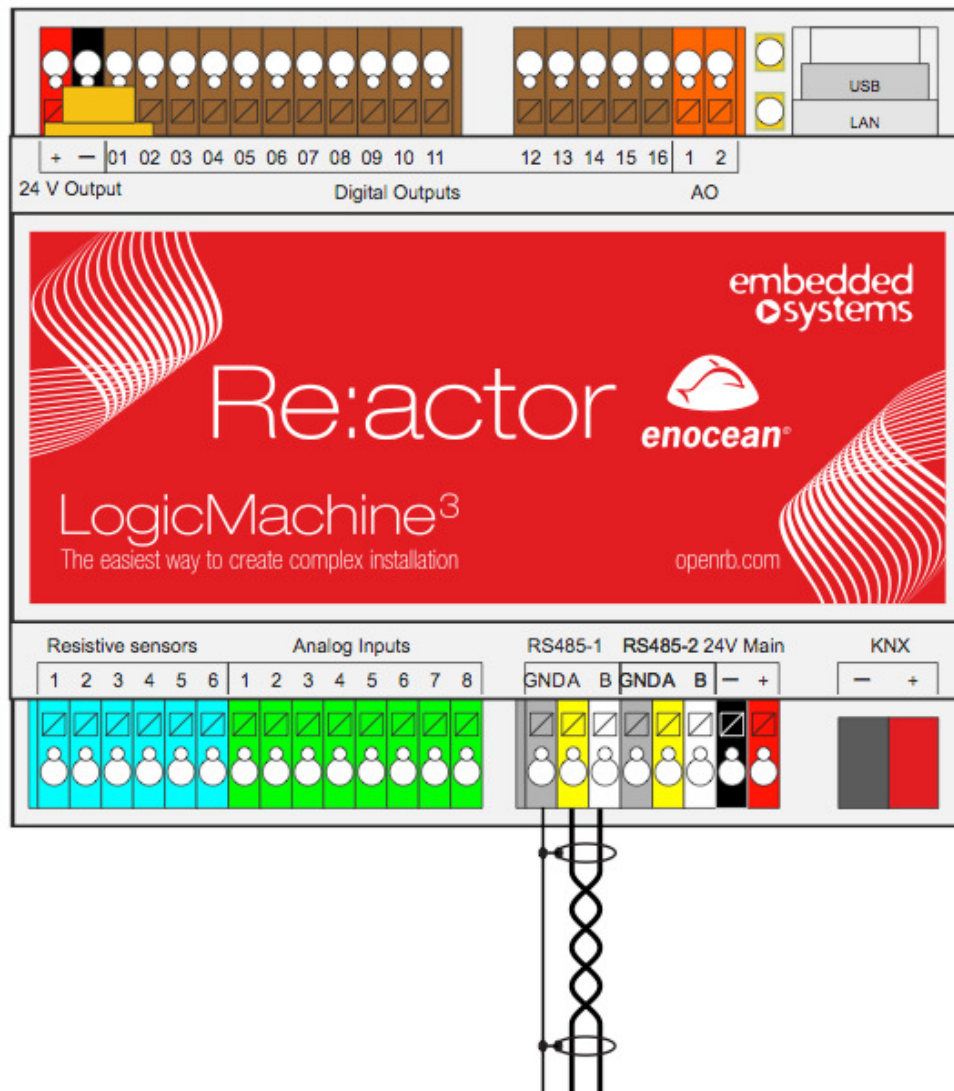 USB
LAN
+ — 01 02 03 04 05 06 07 08 09 10 11 12 13 14 15 16 1 2
24 V Output Digital Outputs AO
embedded
systems
Re:actor
enocean®
LogicMachine³
The easiest way to create complex installation openrb.com
Resistive sensors Analog Inputs RS485-1 RS485-2 24V Main KNX
1 2 3 4 5 6 1 2 3 4 5 6 7 8 GND A B GND A B — + — +